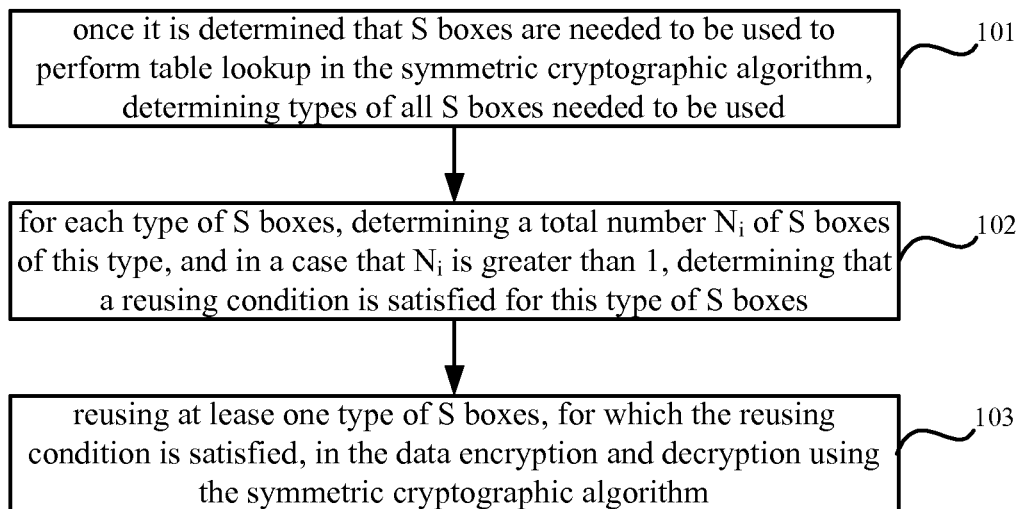 once it is determined that S boxes are needed to be used to
perform table lookup in the symmetric cryptographic algorithm,
determining types of all S boxes needed to be used
101
for each type of S boxes, determining a total number Nᵢ of S boxes
of this type, and in a case that Nᵢ is greater than 1, determining that
a reusing condition is satisfied for this type of S boxes
102
reusing at lease one type of S boxes, for which the reusing
condition is satisfied, in the data encryption and decryption using
the symmetric cryptographic algorithm
103